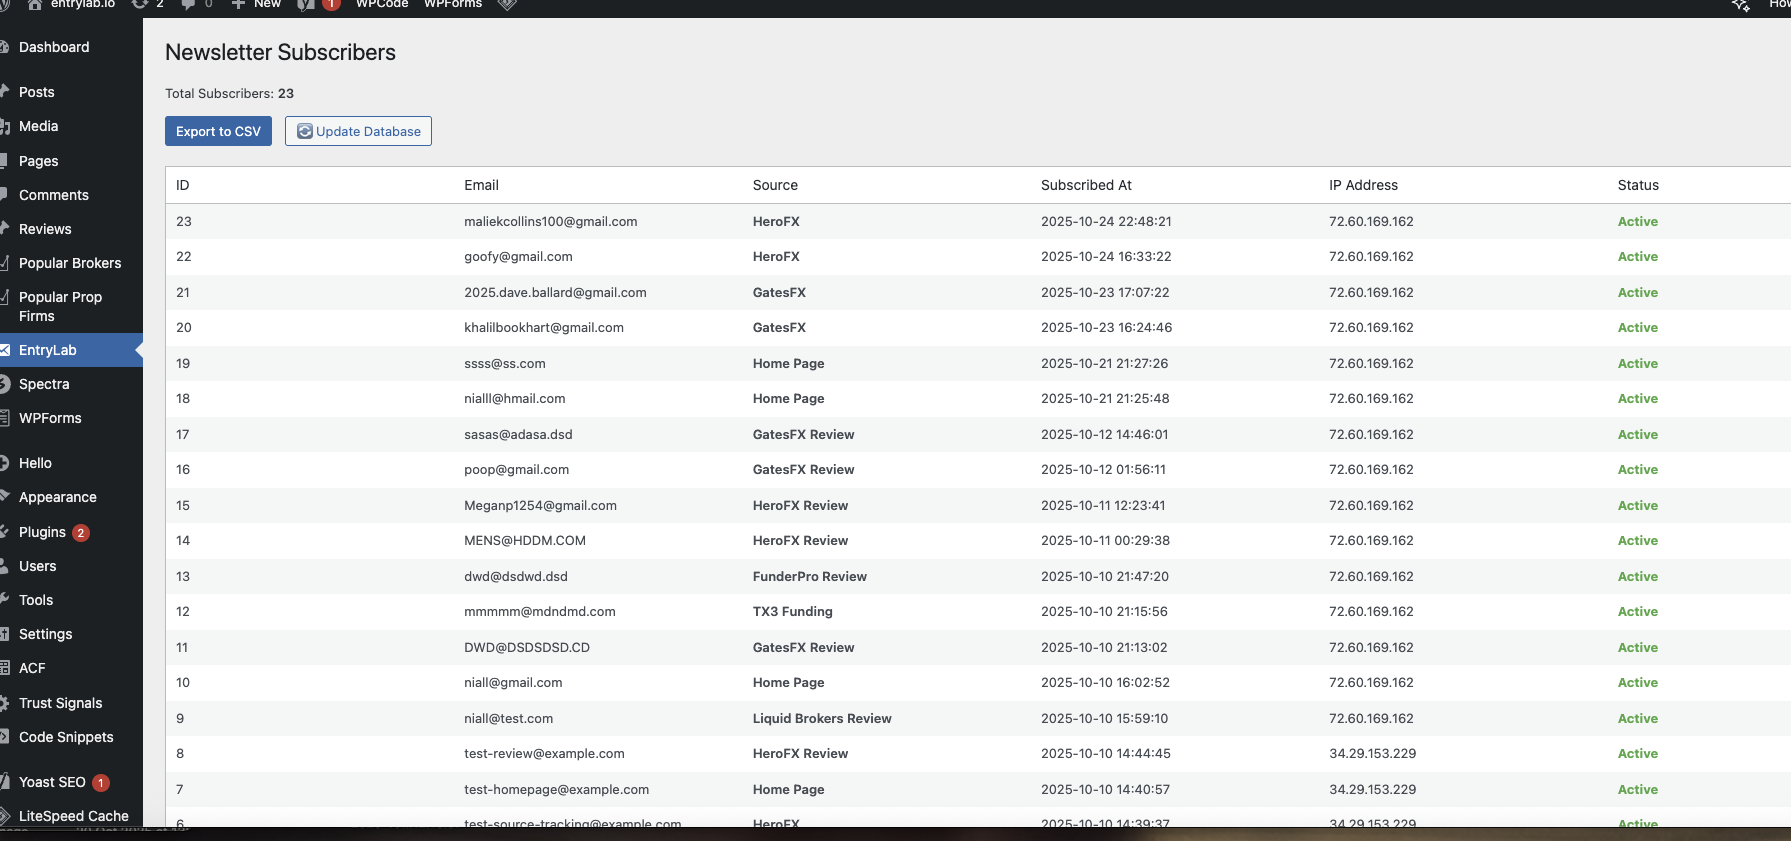 entrylab.io 2 0 New 1 WPCode WPForms
Dashboard
Posts
Media
Pages
Comments
Reviews
Popular Brokers
Popular Prop
Firms
EntryLab
Spectra
WPForms
Hello
Appearance
Plugins 2
Users
Tools
Settings
ACF
Trust Signals
Code Snippets
Yoast SEO 1
LiteSpeed Cache
Newsletter Subscribers
Total Subscribers: 23
Export to CSV Update Database
ID Email Source Subscribed At IP Address Status
23 maliekcollins100@gmail.com HeroFX 2025-10-24 22:48:21 72.60.169.162 Active
22 goofy@gmail.com HeroFX 2025-10-24 16:33:22 72.60.169.162 Active
21 2025.dave.ballard@gmail.com GatesFX 2025-10-23 17:07:22 72.60.169.162 Active
20 khalilbookhart@gmail.com GatesFX 2025-10-23 16:24:46 72.60.169.162 Active
19 ssss@ss.com Home Page 2025-10-21 21:27:26 72.60.169.162 Active
18 nialll@hmail.com Home Page 2025-10-21 21:25:48 72.60.169.162 Active
17 sasas@adasa.dsd GatesFX Review 2025-10-12 14:46:01 72.60.169.162 Active
16 poop@gmail.com GatesFX Review 2025-10-12 01:56:11 72.60.169.162 Active
15 Meganp1254@gmail.com HeroFX Review 2025-10-11 12:23:41 72.60.169.162 Active
14 MENS@HDDM.COM HeroFX Review 2025-10-11 00:29:38 72.60.169.162 Active
13 dwd@dsdwd.dsd FunderPro Review 2025-10-10 21:47:20 72.60.169.162 Active
12 mmmmm@mdndmd.com TX3 Funding 2025-10-10 21:15:56 72.60.169.162 Active
11 DWD@DSDSDSD.CD GatesFX Review 2025-10-10 21:13:02 72.60.169.162 Active
10 niall@gmail.com Home Page 2025-10-10 16:02:52 72.60.169.162 Active
9 niall@test.com Liquid Brokers Review 2025-10-10 15:59:10 72.60.169.162 Active
8 test-review@example.com HeroFX Review 2025-10-10 14:44:45 34.29.153.229 Active
7 test-homepage@example.com Home Page 2025-10-10 14:40:57 34.29.153.229 Active
6 test-source-tracking@example.com HeroFX 2025-10-10 14:39:37 34.29.153.229 Active